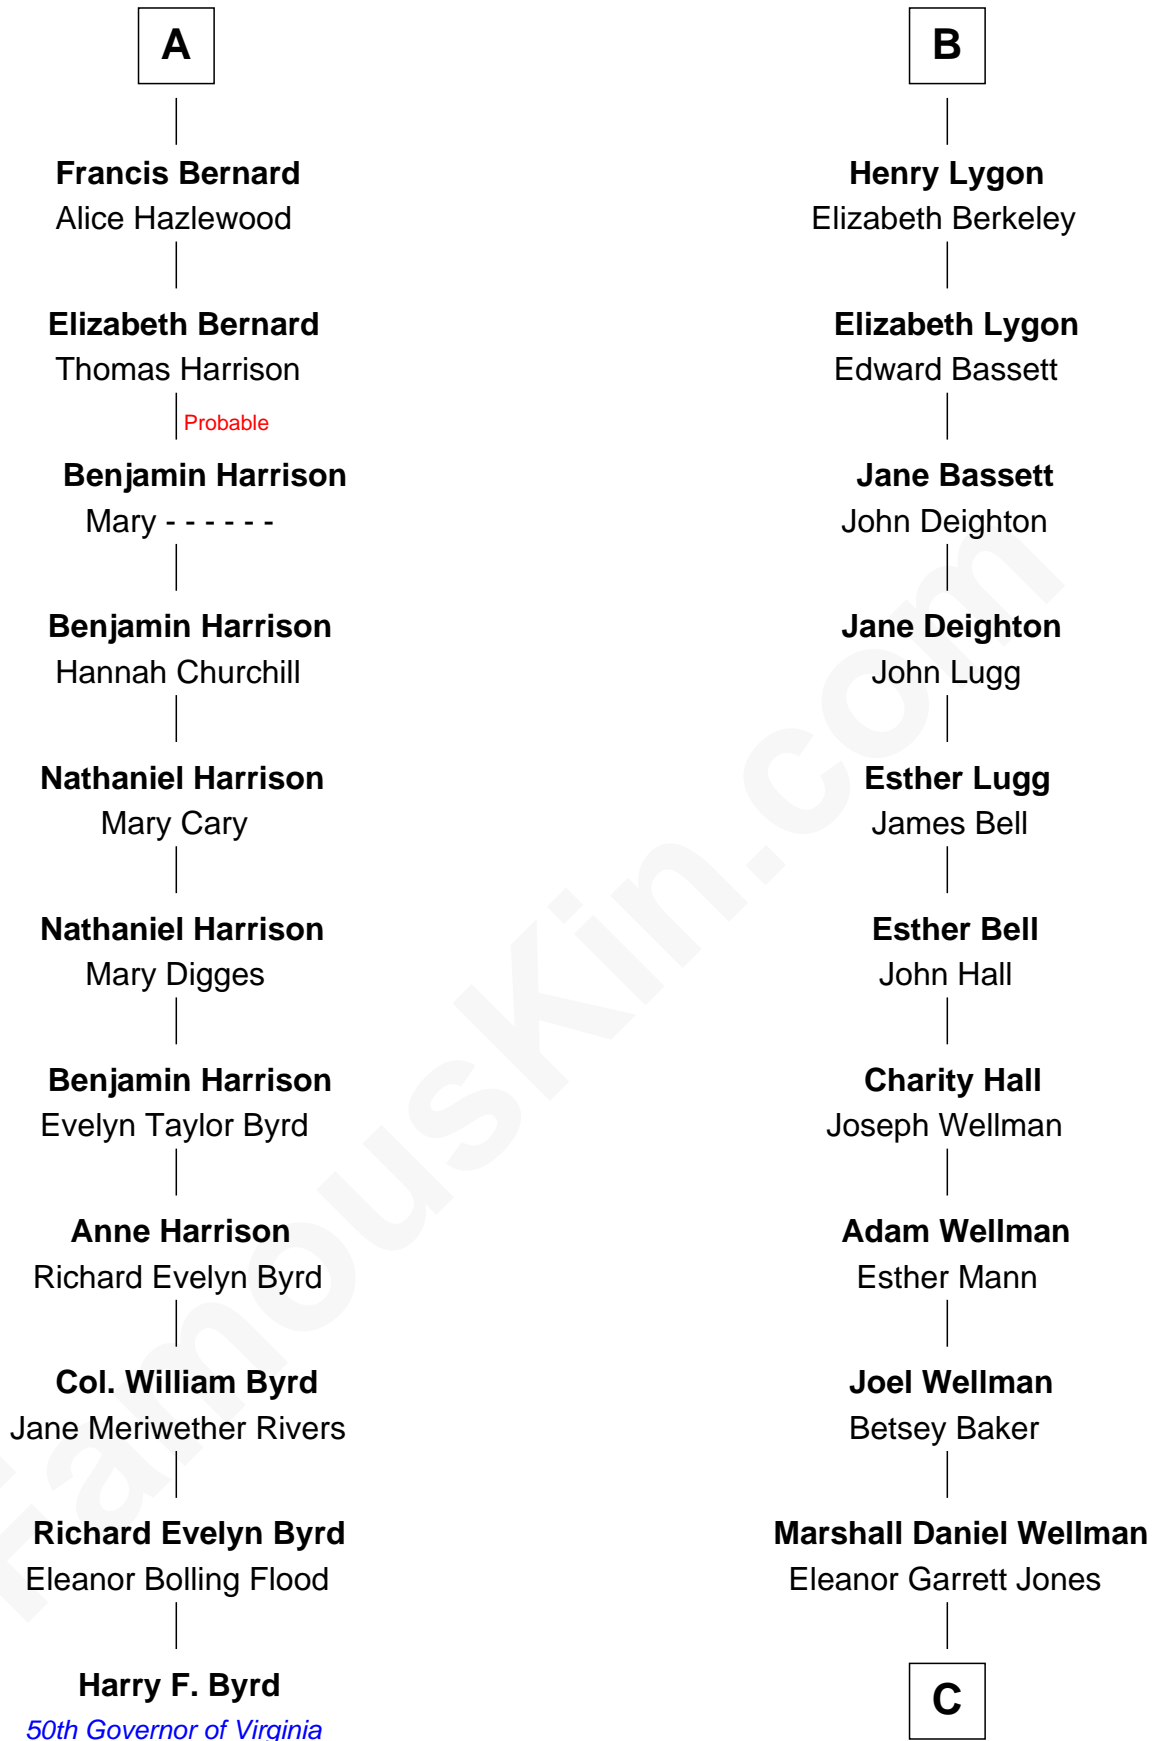 A
Francis Bernard
Alice Hazlewood
Elizabeth Bernard
Thomas Harrison
Probable
Benjamin Harrison
Mary - - - - - -
Benjamin Harrison
Hannah Churchill
Nathaniel Harrison
Mary Cary
Nathaniel Harrison
Mary Digges
Benjamin Harrison
Evelyn Taylor Byrd
Anne Harrison
Richard Evelyn Byrd
Col. William Byrd
Jane Meriwether Rivers
Richard Evelyn Byrd
Eleanor Bolling Flood
Harry F. Byrd
50th Governor of Virginia
B
Henry Lygon
Elizabeth Berkeley
Elizabeth Lygon
Edward Bassett
Jane Bassett
John Deighton
Jane Deighton
John Lugg
Esther Lugg
James Bell
Esther Bell
John Hall
Charity Hall
Joseph Wellman
Adam Wellman
Esther Mann
Joel Wellman
Betsey Baker
Marshall Daniel Wellman
Eleanor Garrett Jones
C
FamousKin.com